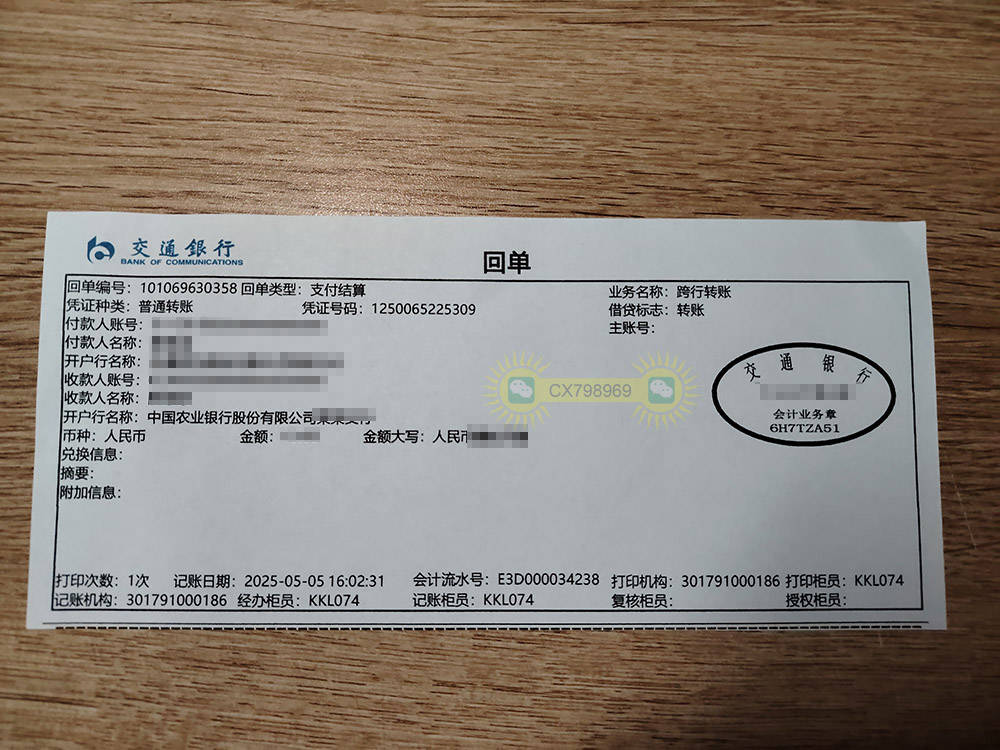 交通銀行
BANK OF COMMUNICATIONS
回单
回单编号：101069630358 回单类型：支付结算 业务名称：跨行转账
凭证种类：普通转账 凭证号码：1250065225309 借贷标志：转账
付款人账号： 主账号：
付款人名称：
开户行名称：
收款人账号：
收款人名称：
开户行名称：中国农业银行股份有限公司
币种：人民币 金额： 金额大写：人民币
兑换信息：
摘要：
附加信息：
CX798969
交通银行
会计业务章
6H7TZA51
打印次数：1次 记账日期：2025-05-05 16:02:31 会计流水号：E3D000034238 打印机构：301791000186 打印柜员：KKL074
记账机构：301791000186 经办柜员：KKL074 记账柜员：KKL074 复核柜员： 授权柜员：